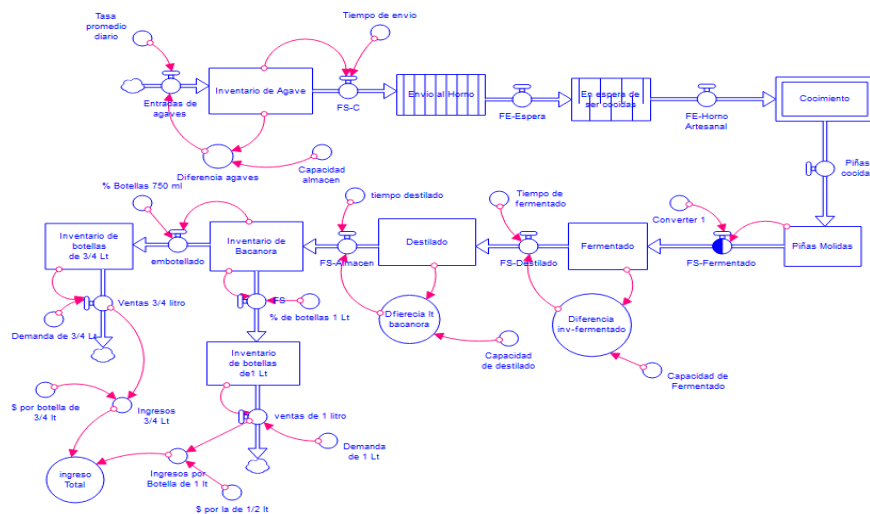 Tasa
promedio
diario
Tiempo de envio
Entradas de
agaves
Inventario de Agave
FS-C
Envio al Horno
FE-Espera
En espera de
ser cocidas
FE-Horno
Artesanal
Cocimiento
Diferencia agaves
Capacidad
almacen
Piñas
cocida
% Botellas 750 ml
tiempo destilado
Tiempo de
fermentado
Converter 1
Inventario de
botellas
de 3/4 Lt
embotellado
Inventario de
Bacanora
FS-Almacen
Destilado
FS-Destilado
Fermentado
FS-Fermentado
Piñas Molidas
Ventas 3/4 litro
FS
% de botellas 1 Lt
Dfierecia lt
bacanora
Diferencia
inv-fermentado
Demanda de 3/4 Lt
Inventario
de botellas
de1 Lt
Capacidad
de destilado
Capacidad de
Fermentado
$ por botella de
3/4 lt
Ingresos
3/4 Lt
ventas de 1 litro
Demanda
de 1 Lt
ingreso
Total
Ingresos por
Botella de 1 lt
$ por la de 1/2 lt